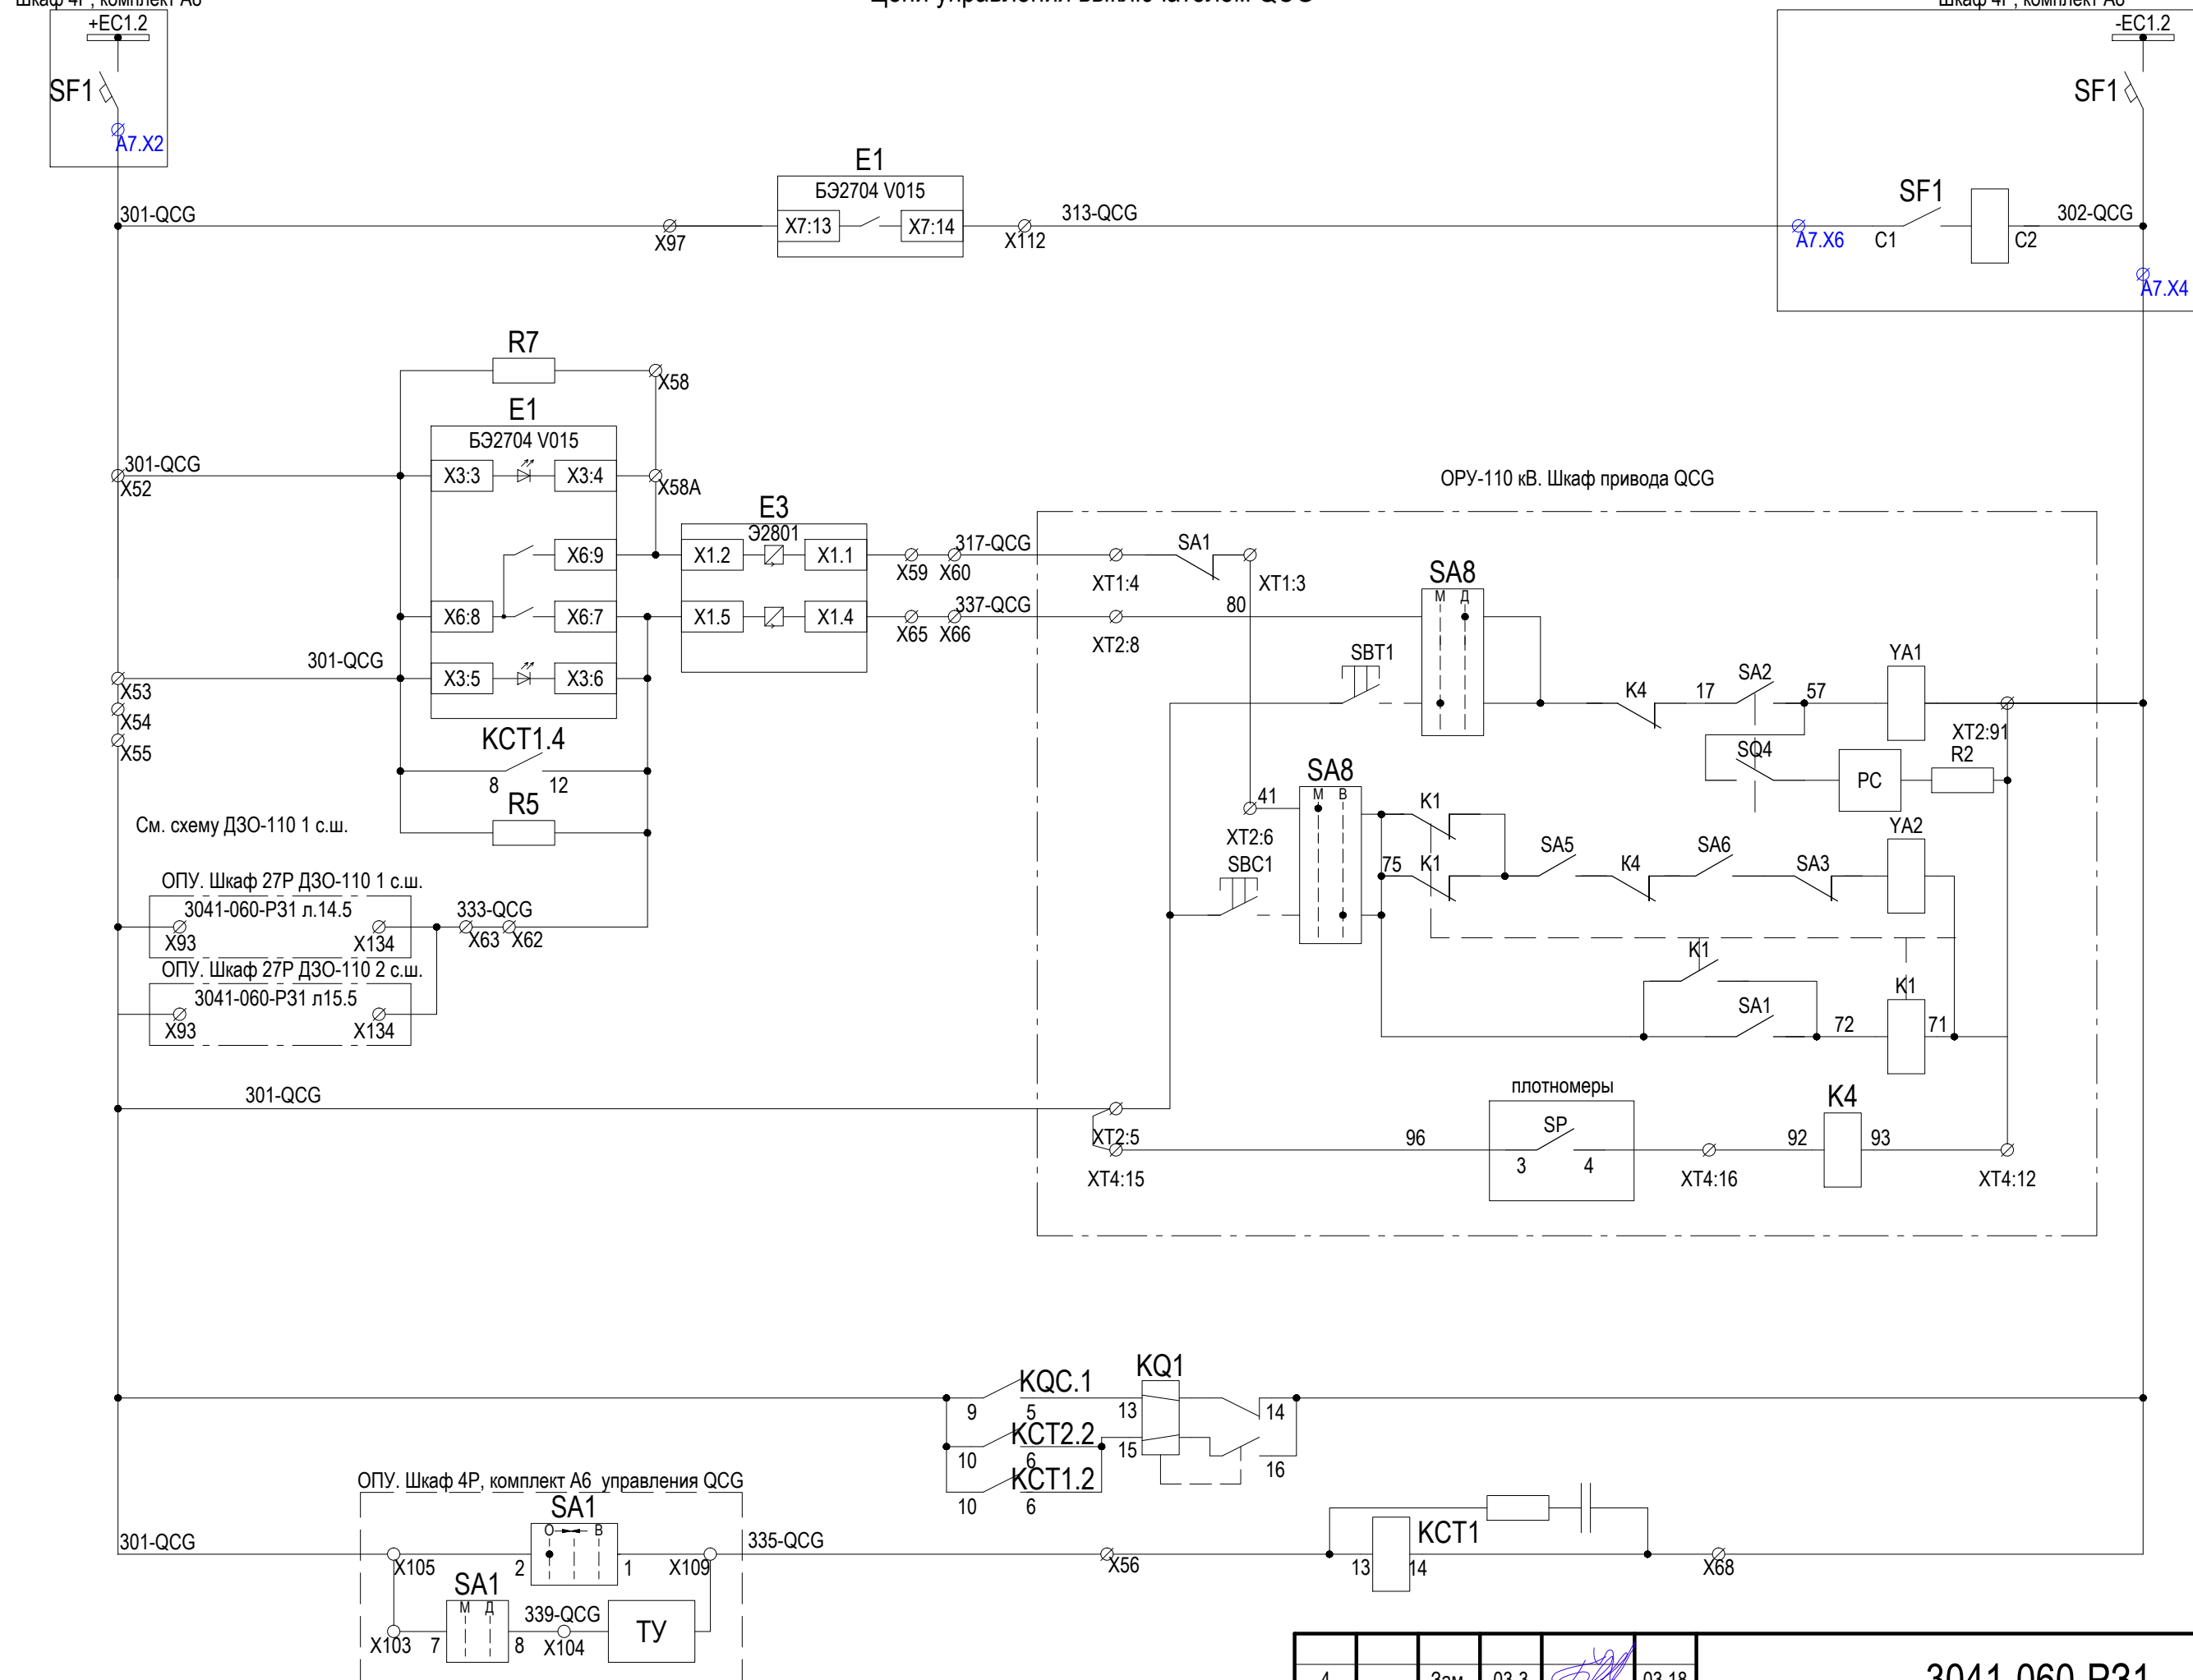 +EC1.2
-EC1.2
SF1
SF1
A7.X2
E1
БЭ2704 V015
SF1
301-QCG
X7:13
X7:14
313-QCG
302-QCG
X97
X112
A7.X6
C1
C2
A7.X4
R7
X58
E1
БЭ2704 V015
301-QCG
X3:3
X3:4
X52
X58A
ОРУ-110 кВ. Шкаф привода QCG
E3
Э2801
X6:9
X1.2
X1.1
317-QCG
SA1
X59
X60
XT1:4
XT1:3
SA8
М Д
X6:8
X6:7
X1.5
X1.4
337-QCG
80
X65
X66
XT2:8
301-QCG
X3:5
X3:6
SBT1
YA1
X53
K4
17
SA2
57
X54
X55
KCT1.4
XT2:91
SQ4
R2
РС
8
12
SA8
М В
R5
41
K1
См. схему ДЗО-110 1 с.ш.
XT2:6
YA2
SBC1
75
K1
SA5
K4
SA6
SA3
ОПУ. Шкаф 27Р ДЗО-110 1 с.ш.
3041-060-РЗ1 л.14.5
333-QCG
X93
X134
X63
X62
K1
ОПУ. Шкаф 27Р ДЗО-110 2 с.ш.
3041-060-РЗ1 л15.5
K1
X93
X134
SA1
72
71
301-QCG
плотномеры
K4
SP
XT2:5
96
92
93
3
4
XT4:15
XT4:16
XT4:12
KQC.1
KQ1
9
5
13
14
KCT2.2
10
6
15
16
KCT1.2
10
6
ОПУ. Шкаф 4Р, комплект А6 управления QCG
SA1
О В
KCT1
301-QCG
335-QCG
X105
2
1
X109
X56
13
14
X68
SA1
М Д
339-QCG
ТУ
X103
7
8
X104
4
Зам
03-3
03.18
3041-060-РЗ1